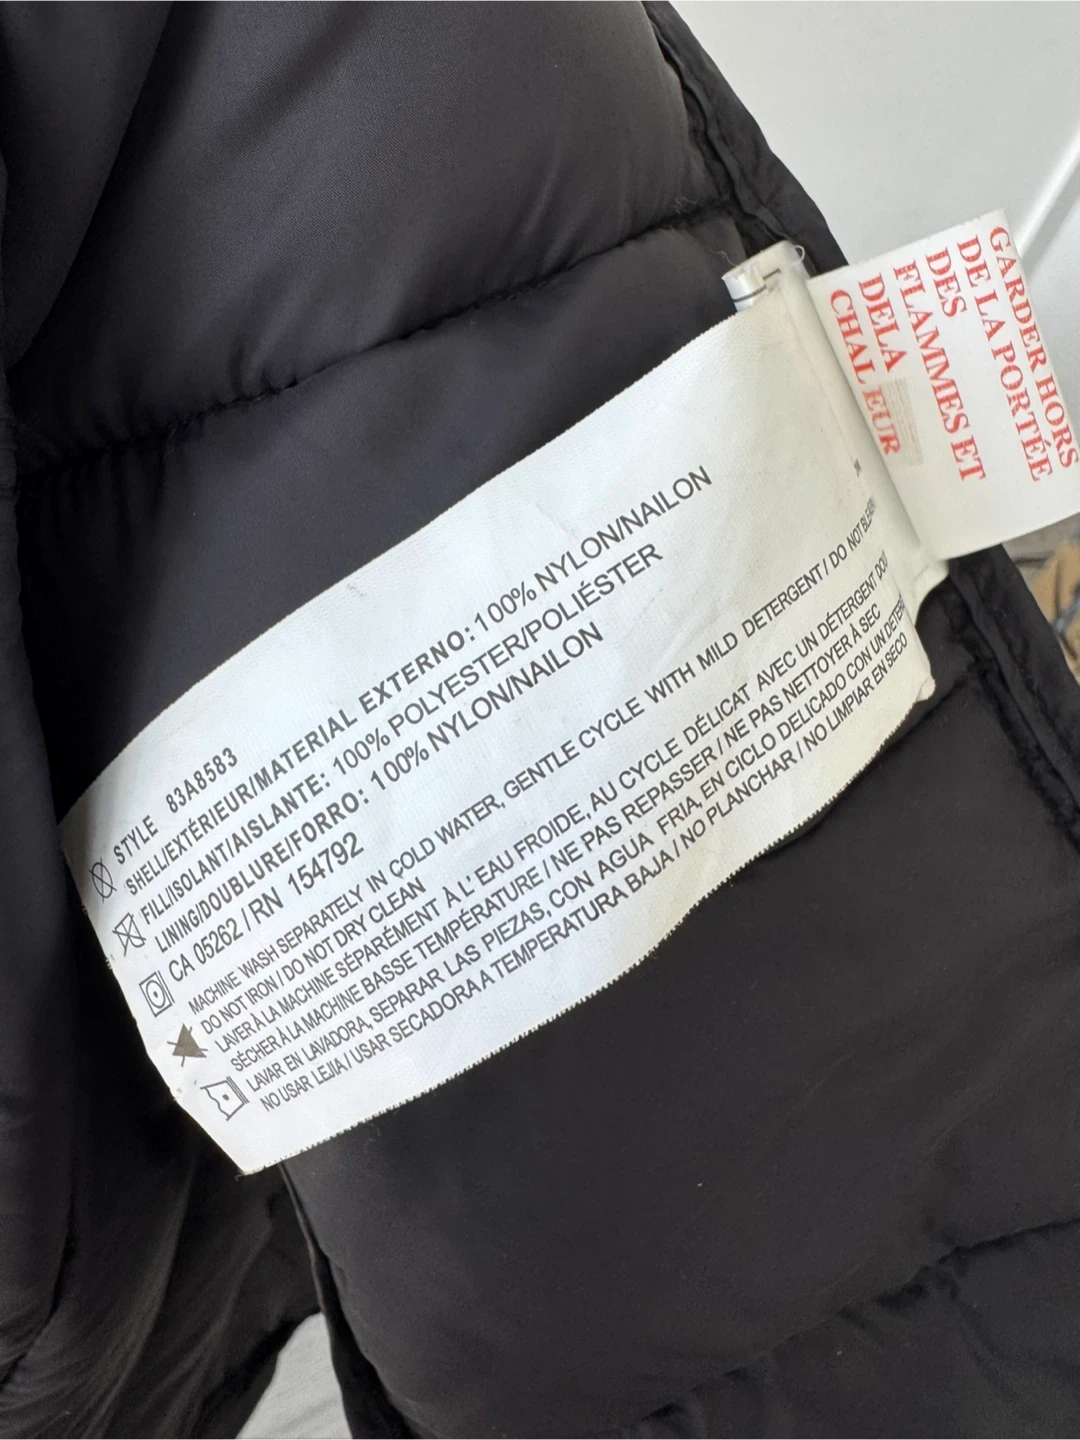 STYLE 83A8583
SHELL/EXTÉRIEUR/MATERIAL EXTERNO: 100% NYLON/NAILON
FILL/ISOLANT/AISLANTE: 100% POLYESTER/POLIÉSTER
LINING/DOUBLURE/FORRO: 100% NYLON/NAILON
CA 05262 / RN 154792
MACHINE WASH SEPARATELY IN COLD WATER, GENTLE CYCLE WITH MILD DETERGENT / DO NOT
DO NOT IRON / DO NOT DRY CLEAN
LAVER À LA MACHINE SÉPARÉMENT À L'EAU FROIDE, AU CYCLE DÉLICAT AVEC UN DÉTERGENT
SÉCHER À LA MACHINE BASSE TEMPÉRATURE / NE PAS REPASSER / NE PAS NETTOYER À SEC
LAVAR EN LAVADORA, SEPARAR LAS PIEZAS, CON AGUA FRIA, EN CICLO DELICADO CON UN
NO USAR LEJIA / USAR SECADORA A TEMPERATURA BAJA / NO PLANCHAR / NO LIMPIAR EN SECO
GARDER HORS
DE LA PORTÉE
DES
FLAMMES ET
DELA
CHALEUR